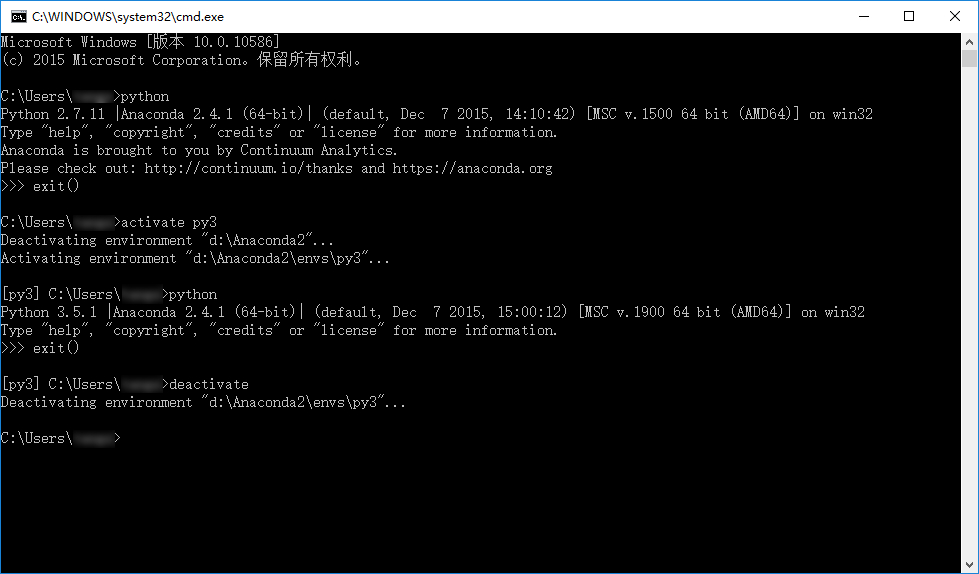 C:\WINDOWS\system32\cmd.exe
Microsoft Windows [版本 10.0.10586]
(c) 2015 Microsoft Corporation。保留所有权利。
C:\Users\ >python
Python 2.7.11 |Anaconda 2.4.1 (64-bit)| (default, Dec  7 2015, 14:10:42) [MSC v.1500 64 bit (AMD64)] on win32
Type "help", "copyright", "credits" or "license" for more information.
Anaconda is brought to you by Continuum Analytics.
Please check out: http://continuum.io/thanks and https://anaconda.org
>>> exit()
C:\Users\ >activate py3
Deactivating environment "d:\Anaconda2"...
Activating environment "d:\Anaconda2\envs\py3"...
[py3] C:\Users\ >python
Python 3.5.1 |Anaconda 2.4.1 (64-bit)| (default, Dec  7 2015, 15:00:12) [MSC v.1900 64 bit (AMD64)] on win32
Type "help", "copyright", "credits" or "license" for more information.
>>> exit()
[py3] C:\Users\ >deactivate
Deactivating environment "d:\Anaconda2\envs\py3"...
C:\Users\ >